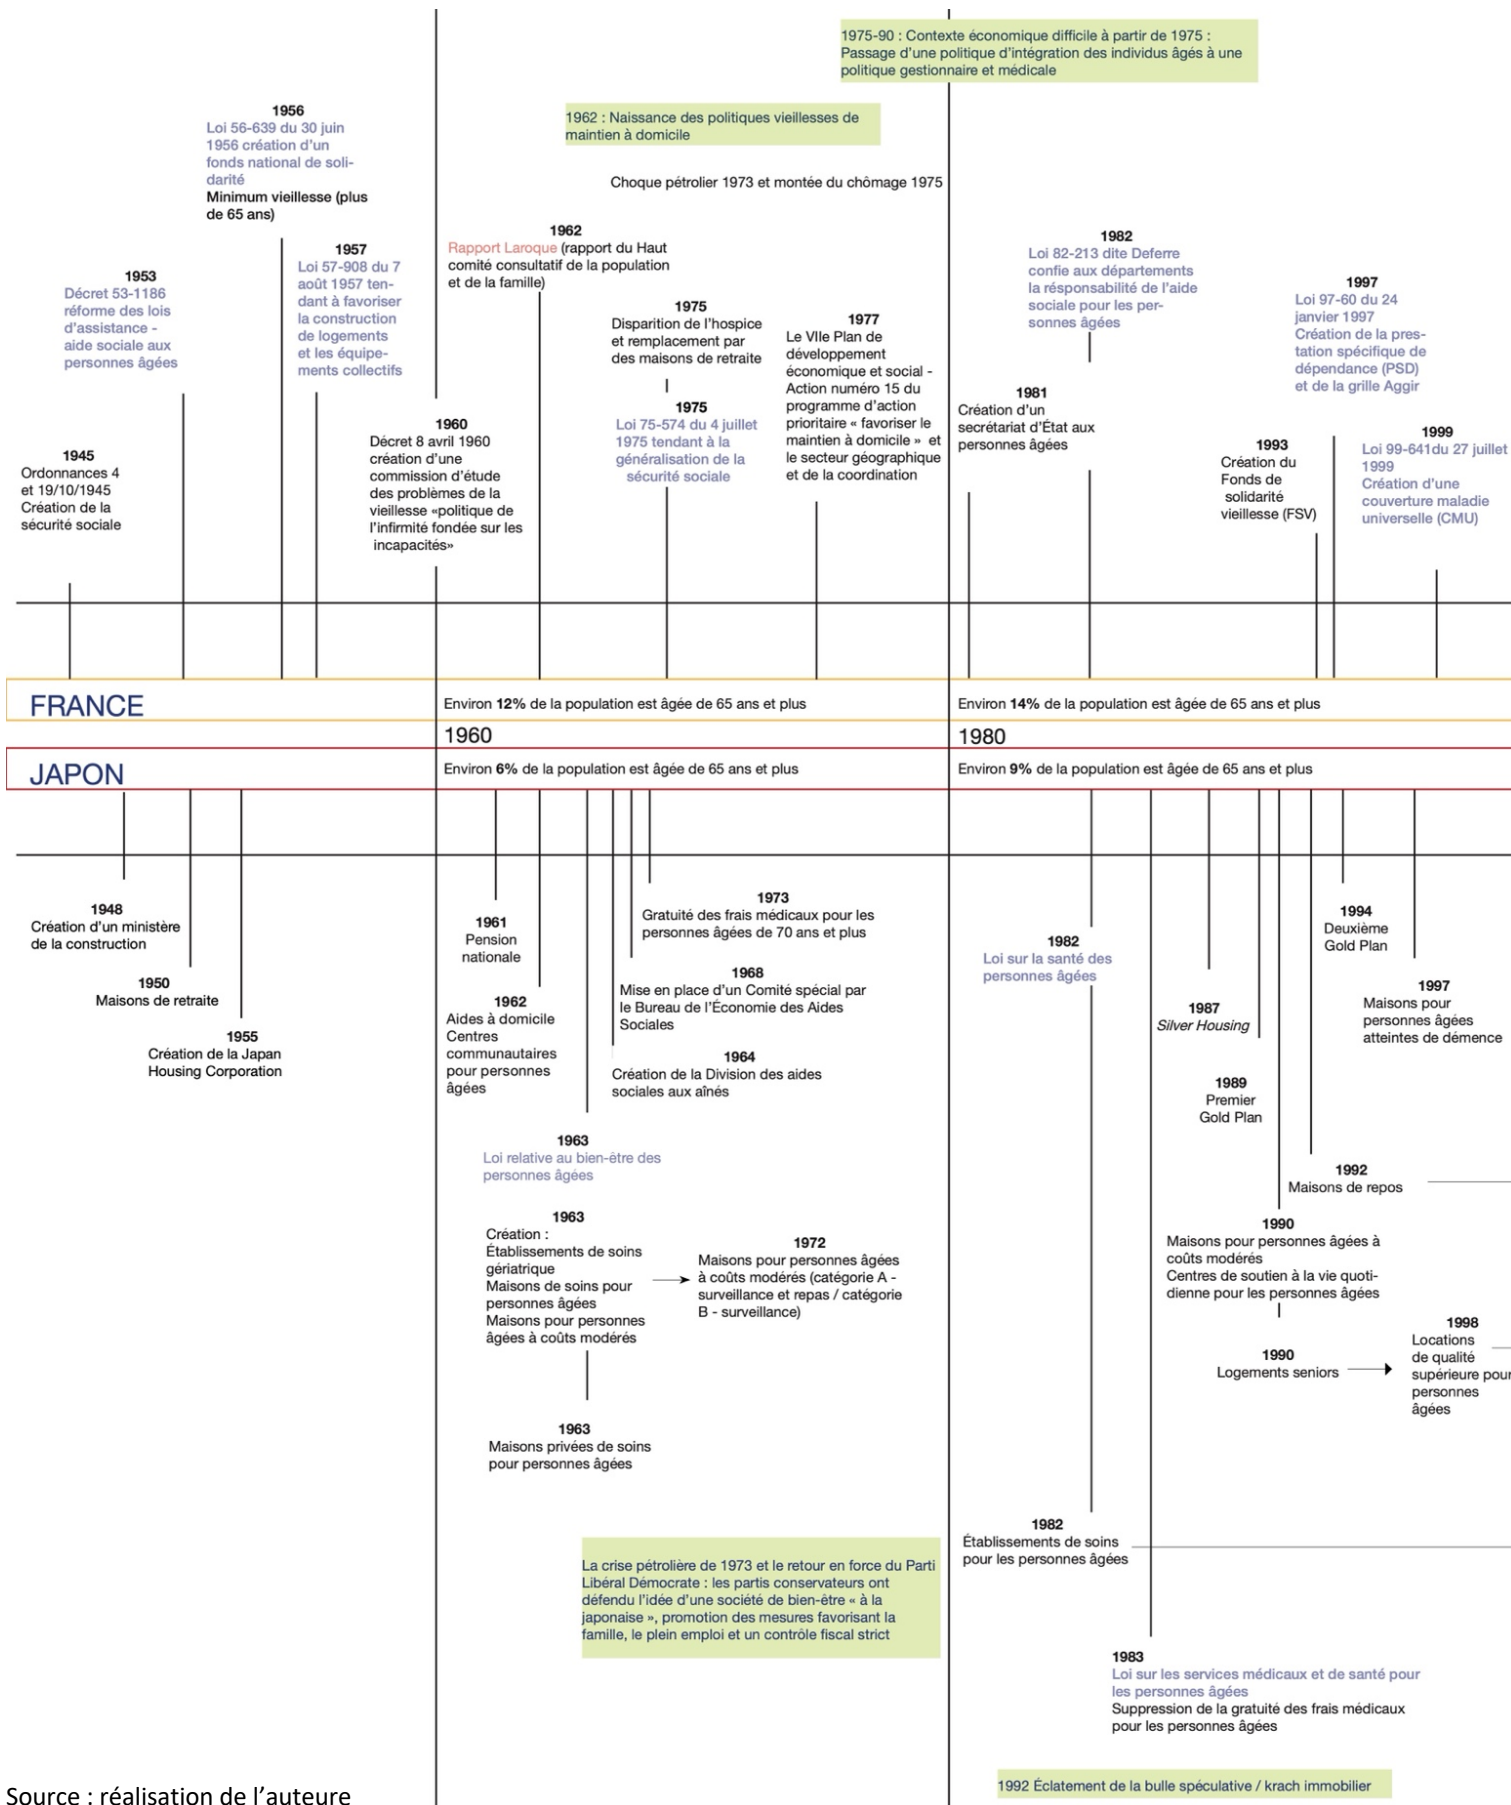 1975-90 : Contexte économique difficile à partir de 1975 :
Passage d’une politique d’intégration des individus âgés à une
politique gestionnaire et médicale
1962 : Naissance des politiques vieillesses de
maintien à domicile
Choque pétrolier 1973 et montée du chômage 1975
1945
Ordonnances 4
et 19/10/1945
Création de la
sécurité sociale
1953
Décret 53-1186
réforme des lois
d’assistance -
aide sociale aux
personnes âgées
1956
Loi 56-639 du 30 juin
1956 création d’un
fonds national de soli-
darité
Minimum vieillesse (plus
de 65 ans)
1957
Loi 57-908 du 7
août 1957 ten-
dant à favoriser
la construction
de logements
et les équipe-
ments collectifs
1960
Décret 8 avril 1960
création d’une
commission d’étude
des problèmes de la
vieillesse «politique de
l’infirmité fondée sur les
incapacités»
1962
Rapport Laroque (rapport du Haut
comité consultatif de la population
et de la famille)
1975
Disparition de l’hospice
et remplacement par
des maisons de retraite
1975
Loi 75-574 du 4 juillet
1975 tendant à la
généralisation de la
sécurité sociale
1977
Le VIIe Plan de
développement
économique et social -
Action numéro 15 du
programme d’action
prioritaire « favoriser le
maintien à domicile » et
le secteur géographique
et de la coordination
1981
Création d’un
secrétariat d’État aux
personnes âgées
1982
Loi 82-213 dite Deferre
confie aux départements
la résponsabilité de l’aide
sociale pour les per-
sonnes âgées
1993
Création du
Fonds de
solidarité
vieillesse (FSV)
1997
Loi 97-60 du 24
janvier 1997
Création de la pres-
tation spécifique de
dépendance (PSD)
et de la grille Aggir
1999
Loi 99-641du 27 juillet
1999
Création d’une
couverture maladie
universelle (CMU)
FRANCE
Environ 12% de la population est âgée de 65 ans et plus
Environ 14% de la population est âgée de 65 ans et plus
1960
1980
JAPON
Environ 6% de la population est âgée de 65 ans et plus
Environ 9% de la population est âgée de 65 ans et plus
1948
Création d’un ministère
de la construction
1950
Maisons de retraite
1955
Création de la Japan
Housing Corporation
1961
Pension
nationale
1962
Aides à domicile
Centres
communautaires
pour personnes
âgées
1973
Gratuité des frais médicaux pour les
personnes âgées de 70 ans et plus
1968
Mise en place d’un Comité spécial par
le Bureau de l’Économie des Aides
Sociales
1964
Création de la Division des aides
sociales aux aînés
1963
Loi relative au bien-être des
personnes âgées
1963
Création :
Établissements de soins
gériatrique
Maisons de soins pour
personnes âgées
Maisons pour personnes
âgées à coûts modérés
1972
Maisons pour personnes âgées
à coûts modérés (catégorie A -
surveillance et repas / catégorie
B - surveillance)
1963
Maisons privées de soins
pour personnes âgées
La crise pétrolière de 1973 et le retour en force du Parti
Libéral Démocrate : les partis conservateurs ont
défendu l’idée d’une société de bien-être « à la
japonaise », promotion des mesures favorisant la
famille, le plein emploi et un contrôle fiscal strict
1982
Loi sur la santé des
personnes âgées
1987
Silver Housing
1989
Premier
Gold Plan
1994
Deuxième
Gold Plan
1997
Maisons pour
personnes âgées
atteintes de démence
1992
Maisons de repos
1990
Maisons pour personnes âgées à
coûts modérés
Centres de soutien à la vie quoti-
dienne pour les personnes âgées
1990
Logements seniors
1998
Locations
de qualité
supérieure pour
personnes
âgées
1982
Établissements de soins
pour les personnes âgées
1983
Loi sur les services médicaux et de santé pour
les personnes âgées
Suppression de la gratuité des frais médicaux
pour les personnes âgées
1992 Éclatement de la bulle spéculative / krach immobilier
Source : réalisation de l’auteure